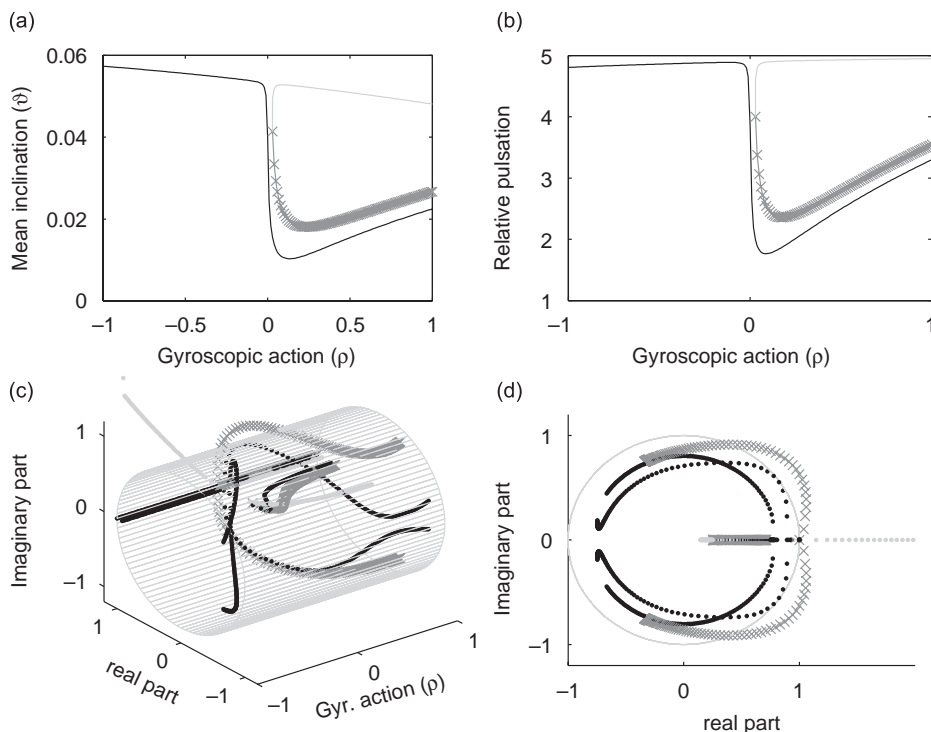 (a)
0.06
0.04
0.02
0
Mean inclination (ϑ)
−1
−0.5
0
0.5
1
Gyroscopic action (ρ)
(b)
5
4
3
2
1
Relative pulsation
−1
0
1
Gyroscopic action (ρ)
(c)
1
0
−1
Imaginary part
1
0
−1
real part
−1
0
1
Gyr. action (ρ)
(d)
1
0
−1
Imaginary part
−1
0
1
real part